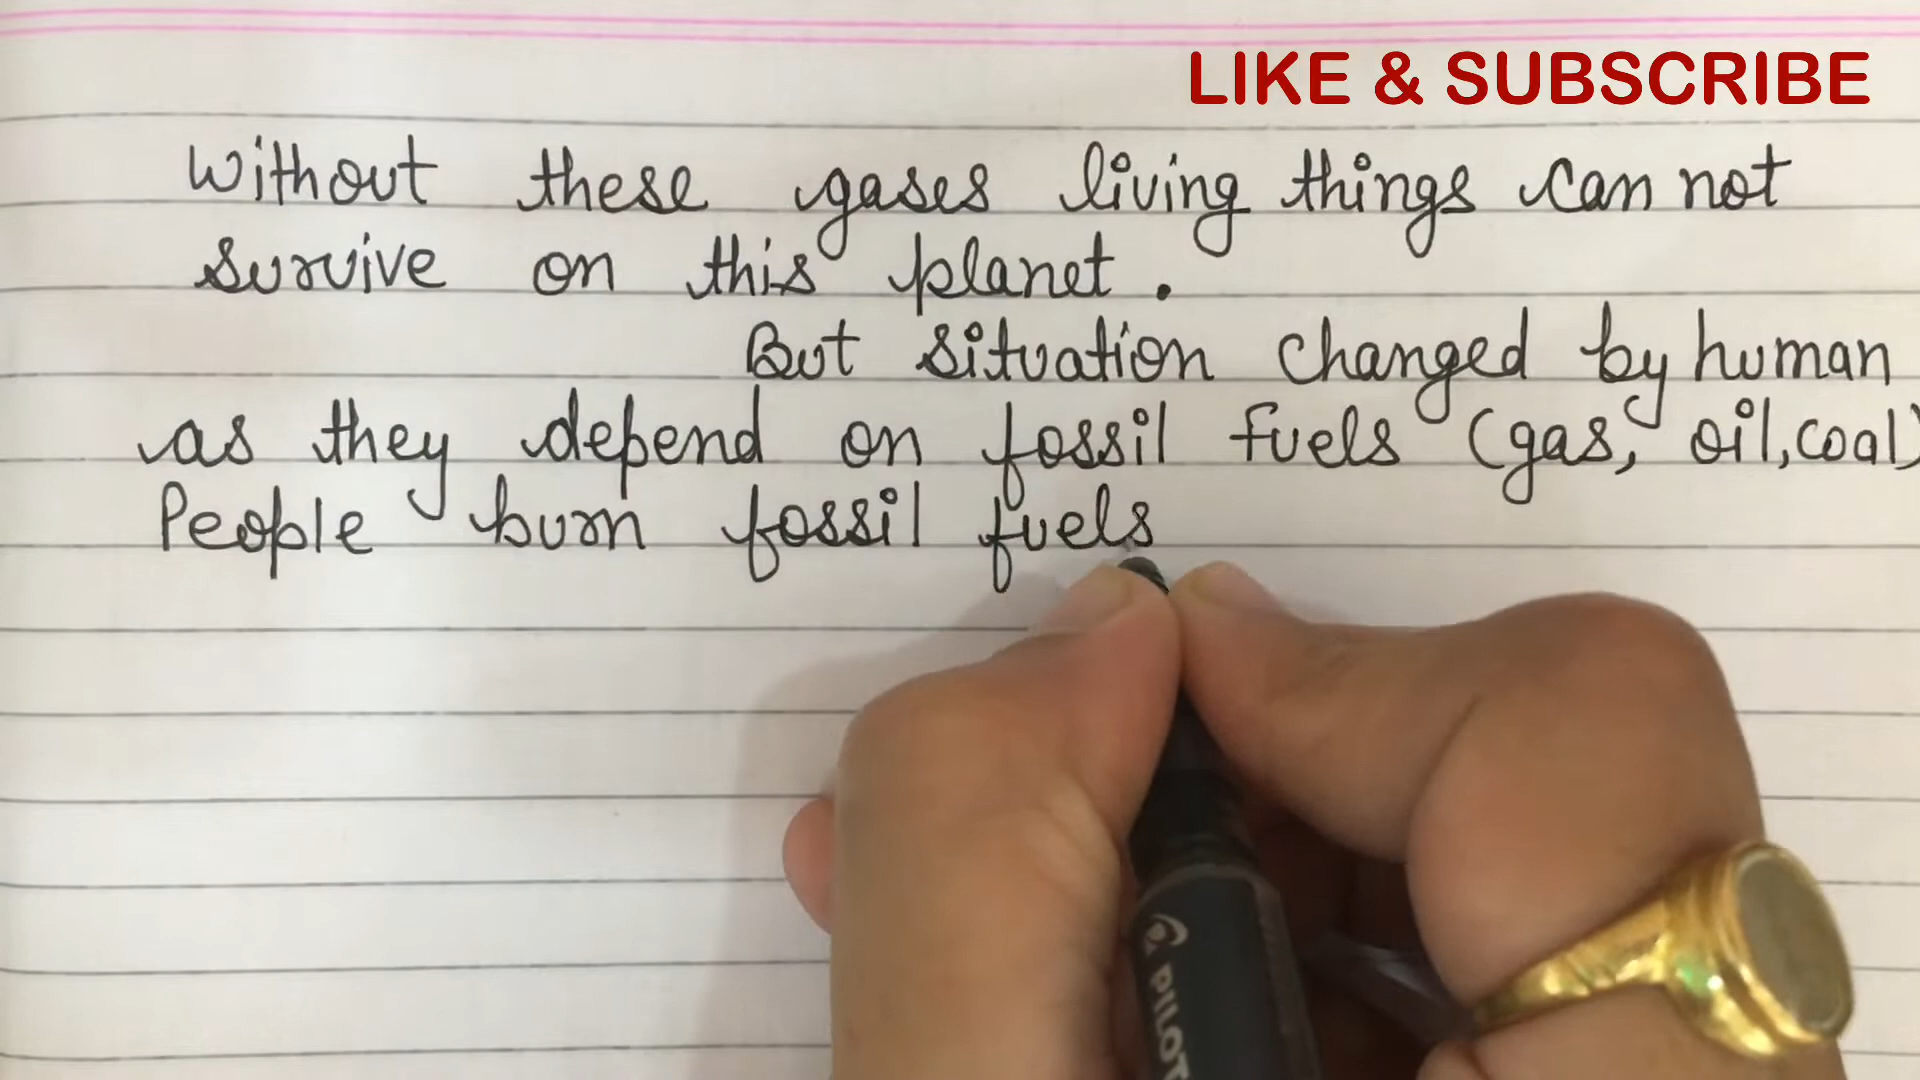 LIKE & SUBSCRIBE
Without these gases living things can not
survive on this planet.
But situation changed by human
as they depend on fossil fuels (gas, oil, coal)
People burn fossil fuels
PILOT